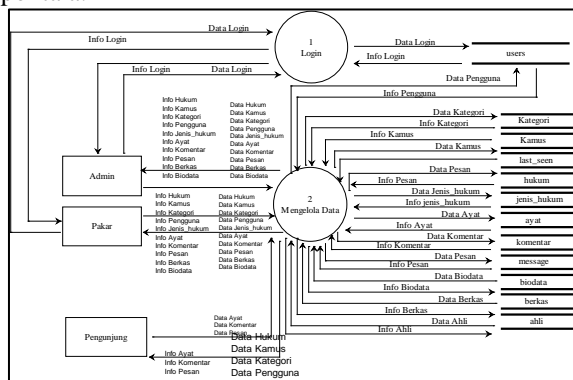 Data Login
Info Login
1
Login
Data Login
Info Login
users
Info Login
Data Login
Data Pengguna
Info Pengguna
Info Hukum
Info Kamus
Info Kategori
Info Pengguna
Info Jenis_hukum
Info Ayat
Info Komentar
Info Pesan
Info Berkas
Info Biodata
Data Hukum
Data Kamus
Data Kategori
Data Pengguna
Data Jenis_hukum
Data Ayat
Data Komentar
Data Pesan
Data Berkas
Data Biodata
Admin
Pakar
Info Hukum
Info Kamus
Info Kategori
Info Pengguna
Info Jenis_hukum
Info Ayat
Info Komentar
Info Pesan
Info Berkas
Info Biodata
Data Hukum
Data Kamus
Data Kategori
Data Pengguna
Data Jenis_hukum
Data Ayat
Data Komentar
Data Pesan
Data Berkas
Data Biodata
2
Mengelola Data
Data Kategori
Info Kategori
Info Kamus
Data Kamus
Data Pesan
Info Pesan
Data Jenis_hukum
Info jenis_hukum
Data Ayat
Info Ayat
Data Komentar
Info Komentar
Data Pesan
Info Pesan
Data Biodata
Info Biodata
Data Berkas
Info Berkas
Data Ahli
Info Ahli
Kategori
Kamus
last_seen
hukum
jenis_hukum
ayat
komentar
message
biodata
berkas
ahli
Pengunjung
Data Ayat
Data Komentar
Data Pesan
Data Hukum
Data Kamus
Data Kategori
Data Pengguna
Info Ayat
Info Komentar
Info Pesan